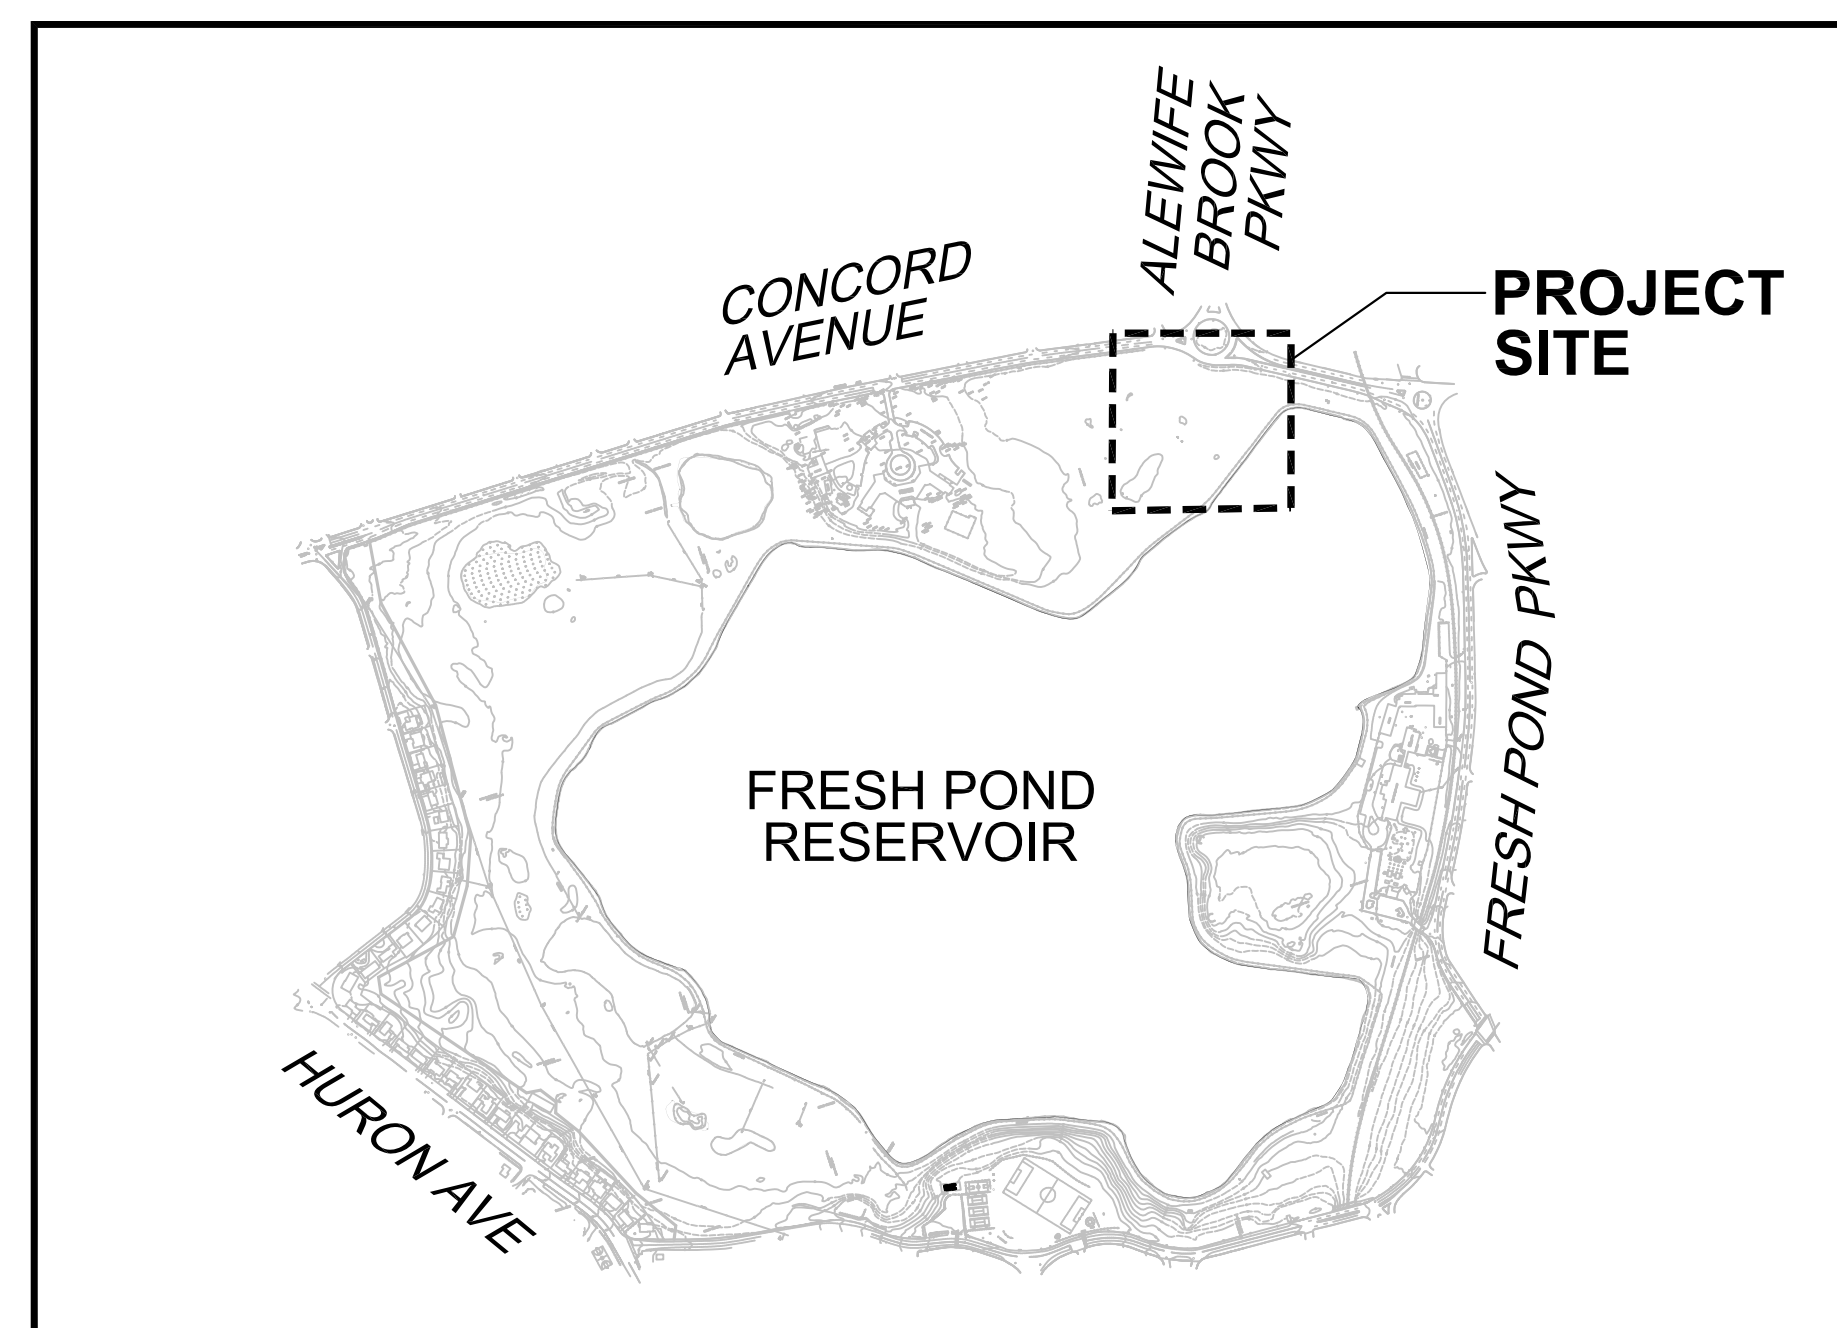 ALEWIFE
BROOK
PKWY
CONCORD
AVENUE
PROJECT
SITE
FRESH POND PKWY
FRESH POND
RESERVOIR
HURON AVE